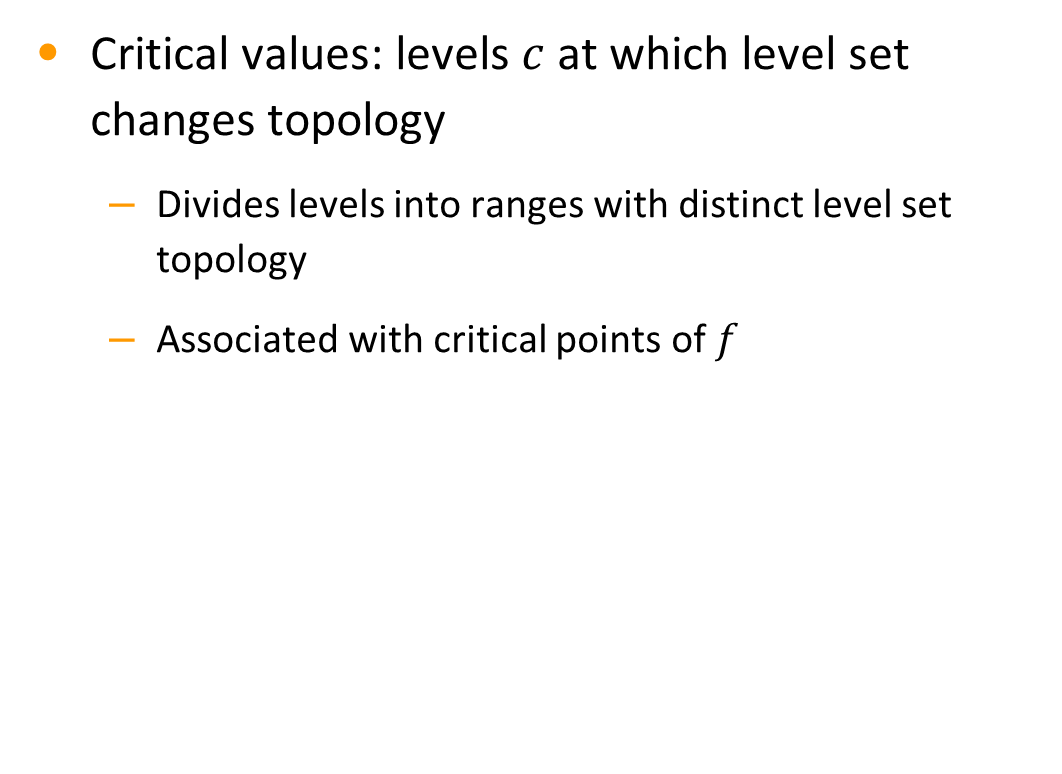 • Critical values: levels 𝑐 at which level set
changes topology
– Divides levels into ranges with distinct level set
topology
– Associated with critical points of 𝑓